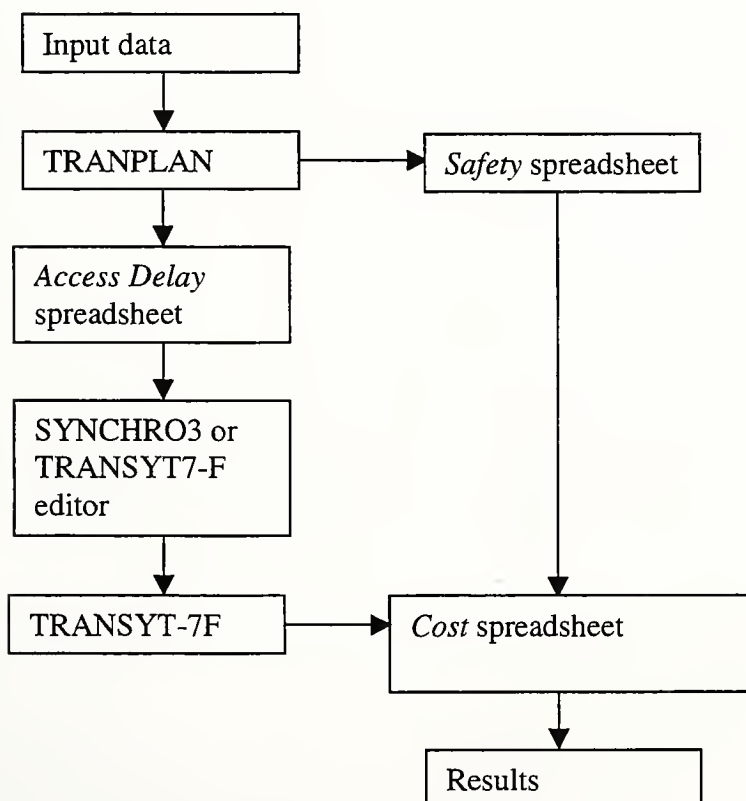 Input data
TRANPLAN
Safety spreadsheet
Access Delay
spreadsheet
SYNCHRO3 or
TRANSYT7-F
editor
TRANSYT-7F
Cost spreadsheet
Results